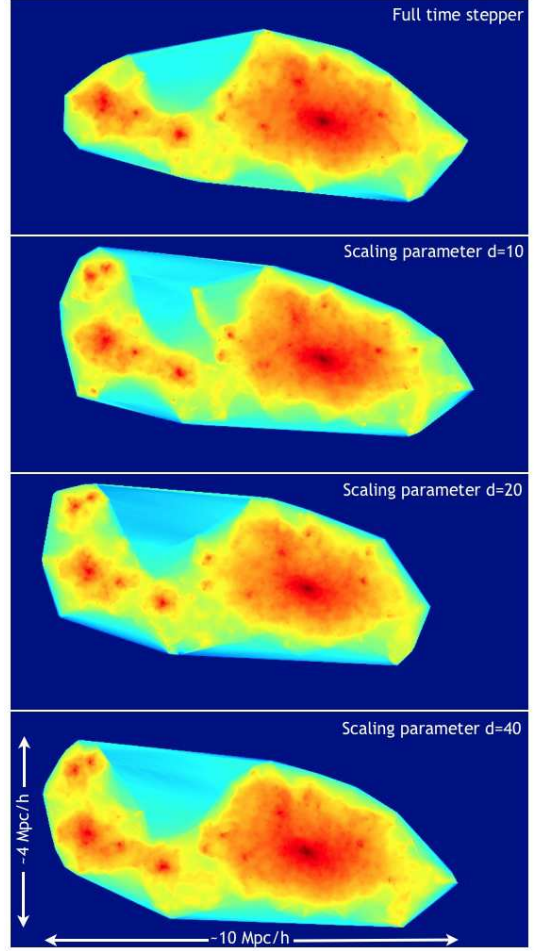 Full time stepper
Scaling parameter d=10
Scaling parameter d=20
Scaling parameter d=40
~4 Mpc/h
~10 Mpc/h